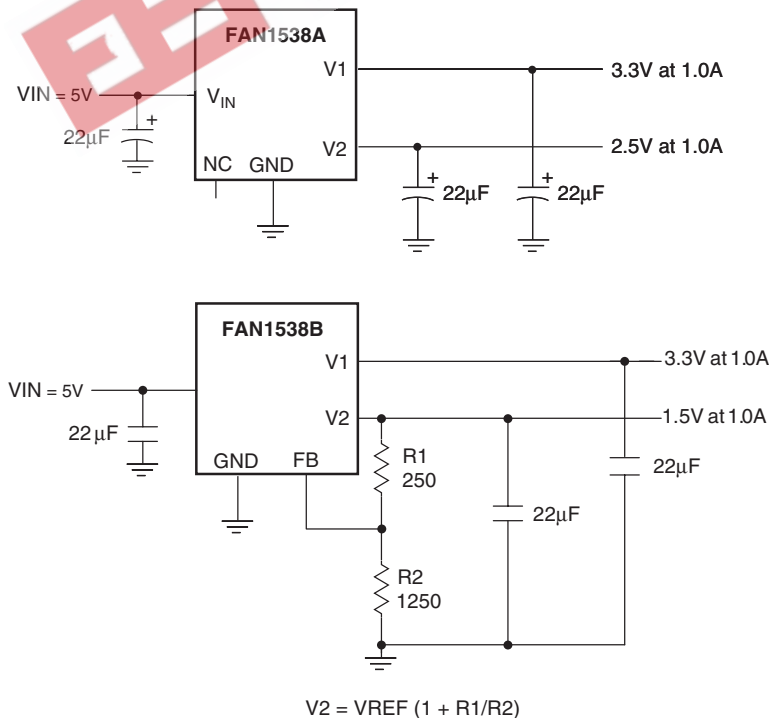 FAN1538A
V1
3.3V at 1.0A
VIN = 5V
VIN
+
22μF
V2
2.5V at 1.0A
NC
GND
+
22μF
+
22μF
FAN1538B
V1
3.3V at 1.0A
VIN = 5V
V2
1.5V at 1.0A
22μF
GND
FB
R1
250
22μF
22μF
R2
1250
V2 = VREF (1 + R1/R2)